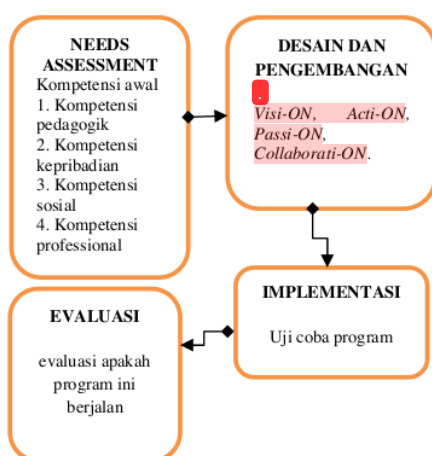 NEEDS
ASSESSMENT
Kompetensi awal
1. Kompetensi
pedagogik
2. Kompetensi
kepribadian
3. Kompetensi
sosial
4. Kompetensi
professional
DESAIN DAN
PENGEMBANGAN
.
Visi-ON, Acti-ON,
Passi-ON,
Collaborati-ON.
IMPLEMENTASI
Uji coba program
EVALUASI
evaluasi apakah
program ini
berjalan